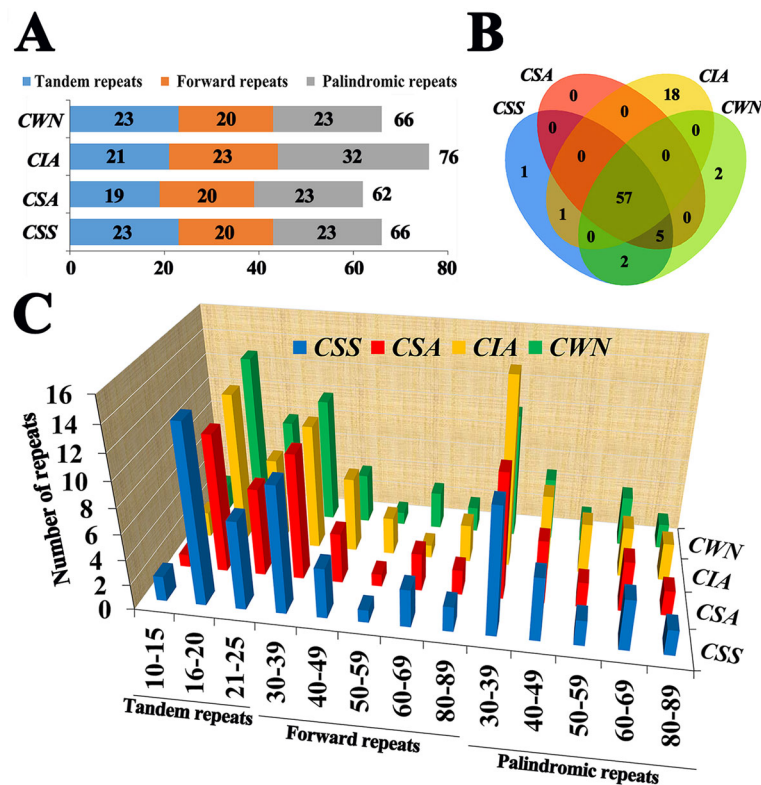 A
Tandem repeats Forward repeats Palindromic repeats
CWN 23 20 23 66
CIA 21 23 32 76
CSA 19 20 23 62
CSS 23 20 23 66
0 20 40 60 80
B
CSA CIA
CSS CWN
0 18
0
0 0
1 0 0 2
57
1 0
0 5
2
C
CSS CSA CIA CWN
Number of repeats
16
14
12
10
8
6
4
2
0
CWN
CIA
CSA
CSS
10-15 16-20 21-25 30-39 40-49 50-59 60-69 80-89 30-39 40-49 50-59 60-69 80-89
Tandem repeats
Forward repeats
Palindromic repeats